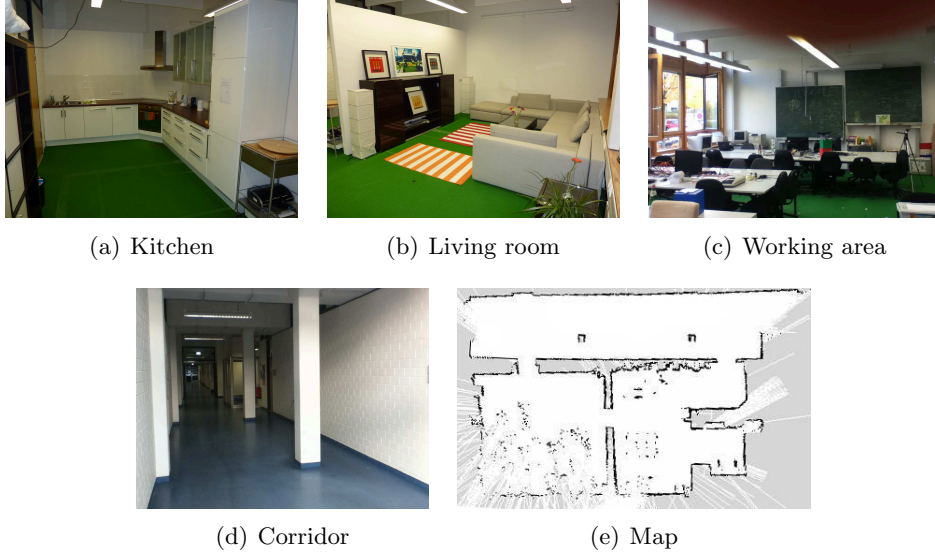 (a) Kitchen
(b) Living room
(c) Working area
(d) Corridor
(e) Map